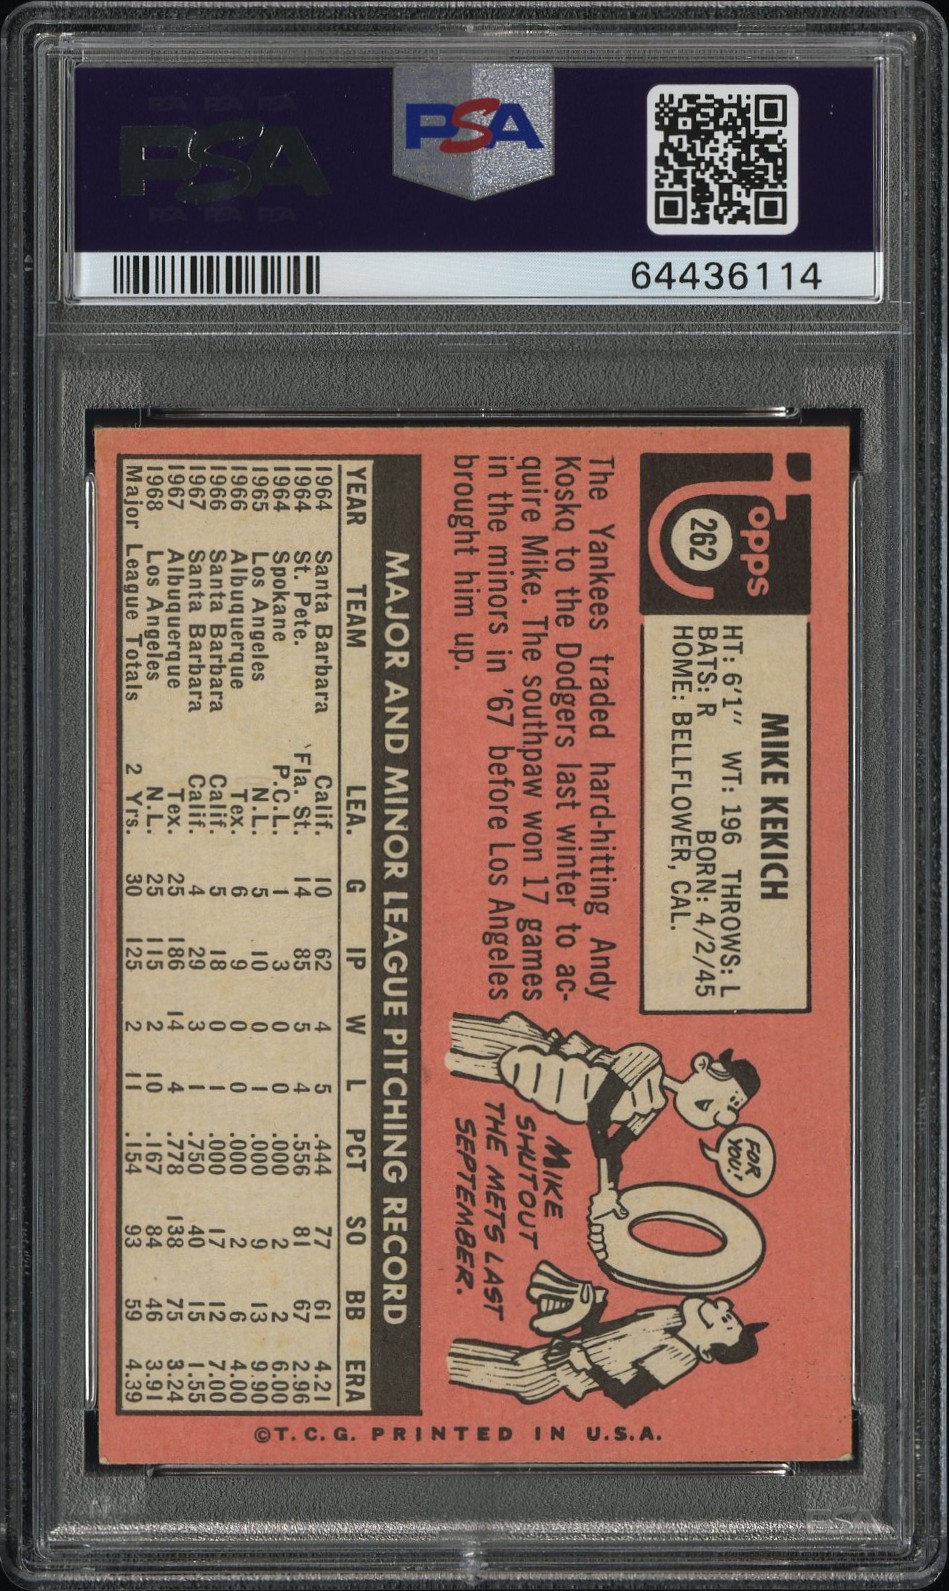 PSA PSA PSA
PSA
PSA PSA PSA
PSA
64436114
Topps
262
MIKE KEKICH
HT: 6'1" WT: 196 THROWS: L
BATS: R BORN: 4/2/45
HOME: BELLFLOWER, CAL.
The Yankees traded hard-hitting Andy
Kosko to the Dodgers last winter to ac-
quire Mike. The southpaw won 17 games
in the minors in '67 before Los Angeles
brought him up.
FOR
YOU!
MIKE
SHUTOUT
THE METS LAST
SEPTEMBER.
MAJOR AND MINOR LEAGUE PITCHING RECORD
YEAR TEAM LEA. G IP W L PCT SO BB ERA
1964 Santa Barbara Calif. 10 62 4 5 .444 77 61 4.21
1964 St. Pete. Fla. St. 14 85 5 4 .556 81 67 2.96
1964 Spokane P.C.L. 1 3 0 0 .000 2 2 6.00
1965 Los Angeles N.L. 5 10 0 1 .000 9 13 9.90
1966 Albuquerque Tex. 6 9 0 0 .000 2 6 4.00
1966 Santa Barbara Calif. 5 18 0 1 .000 17 12 7.00
1967 Santa Barbara Calif. 4 29 3 1 .750 40 15 1.55
1967 Albuquerque Tex. 25 186 14 4 .778 138 75 3.24
1968 Los Angeles N.L. 25 115 2 10 .167 84 46 3.91
Major League Totals 2 Yrs. 30 125 2 11 .154 93 59 4.39
©T.C.G. PRINTED IN U.S.A.
PSA